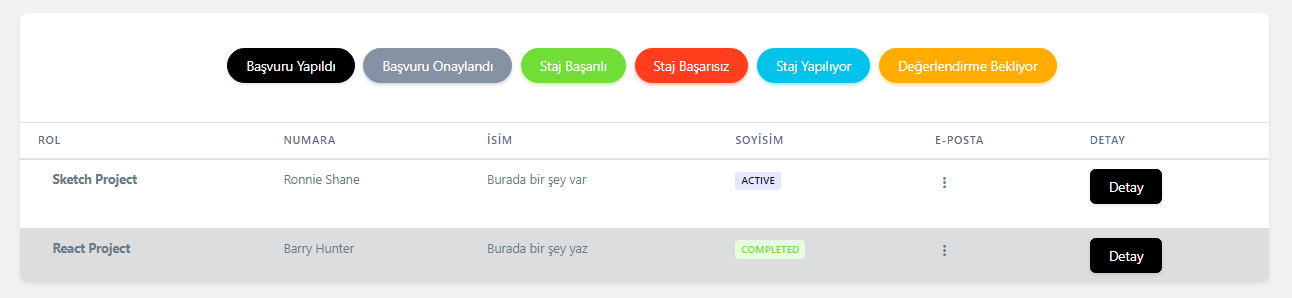 Başvuru Yapıldı Başvuru Onaylandı Staj Başarılı Staj Başarısız Staj Yapılıyor Değerlendirme Bekliyor
ROL NUMARA İSİM SOYİSİM E-POSTA DETAY
Sketch Project Ronnie Shane Burada bir şey var ACTIVE Detay
React Project Barry Hunter Burada bir şey yaz COMPLETED Detay